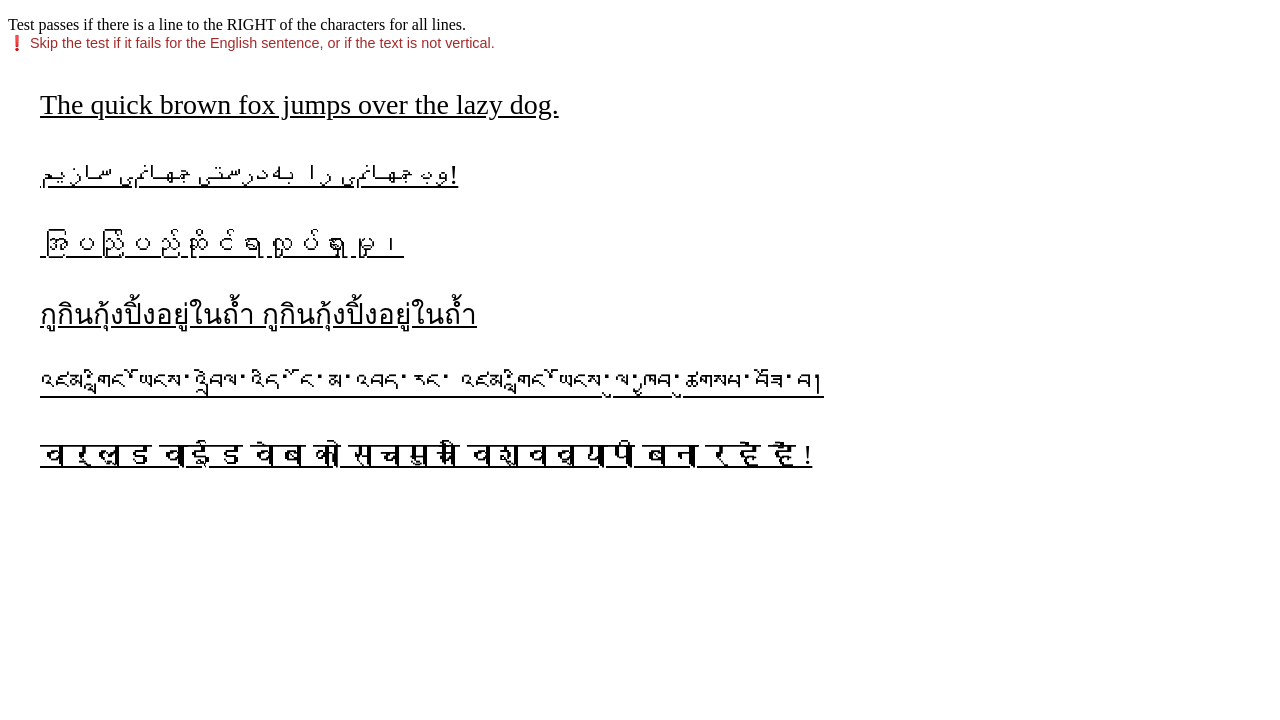 Test passes if there is a line to the RIGHT of the characters for all lines.
❗ Skip the test if it fails for the English sentence, or if the text is not vertical.
The quick brown fox jumps over the lazy dog.
وب جهانی را به‌درستی جهانی سازیم!
အပြည်ပြည်ဆိုင်ရာလှုပ်ရှားမှု၊
กูกินกุ้งปิ้งอยู่ในถ้ำ กูกินกุ้งปิ้งอยู่ในถ้ำ
འཛམ་གླིང་ཡོངས་འབྲེལ་འདི་ ངོ་མ་འབད་རང་ འཛམ་གླིང་ཡོངས་ལུ་ཁྱབ་ཚུགསཔ་བཟོ་བ།
वर्ल्ड वाईड वेब को सचमुच विश्वव्यापी बना रहे हैं !